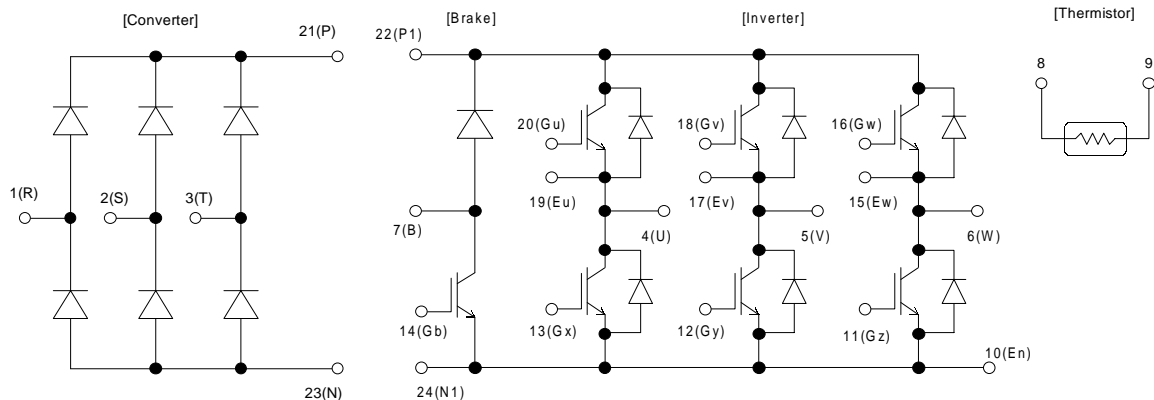 [Converter]
[Brake]
[Inverter]
[Thermistor]
21(P)
22(P1)
8
9
20(Gu)
18(Gv)
16(Gw)
1(R)
2(S)
3(T)
19(Eu)
17(Ev)
15(Ew)
7(B)
4(U)
5(V)
6(W)
14(Gb)
13(Gx)
12(Gy)
11(Gz)
10(En)
23(N)
24(N1)